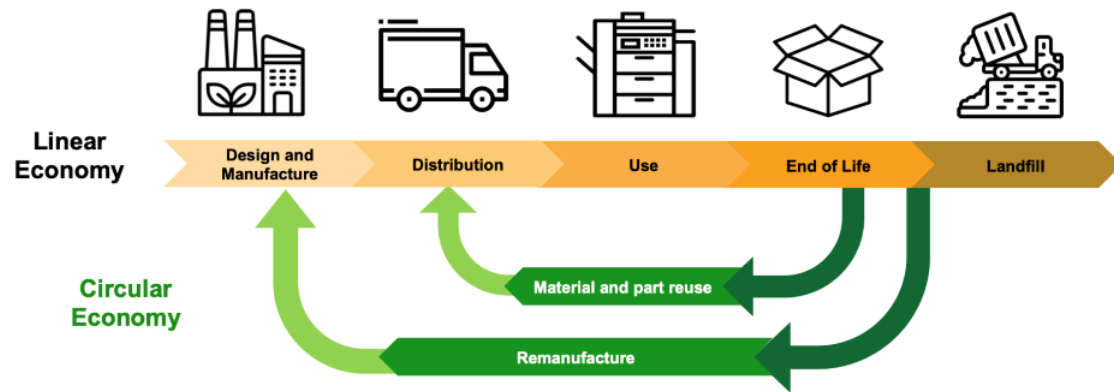 Linear
Economy
Design and
Manufacture
Distribution
Use
End of Life
Landfill
Circular
Economy
Material and part reuse
Remanufacture